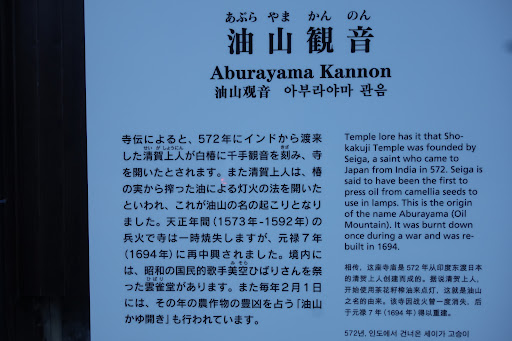 あぶら やま かん のん
油山観音
Aburayama Kannon
油山观音 아부라야마 관음
寺伝によると、572年にインドから渡来
せいがしょうにん きざ
した清賀上人が白椿に千手観音を刻み、寺
を開いたとされます。また清賀上人は、椿
の実から搾った油による灯火の法を開いた
といわれ、これが油山の名の起こりとなり
ました。天正年間(1573年-1592年)の
兵火で寺は一時焼失しますが、元禄7年
(1694年)に再中興されました。境内に
みそら
は、昭和の国民的歌手美空ひばりさんを祭
ひばり
った雲雀堂があります。また毎年2月1日
には、その年の農作物の豊凶を占う「油山
かゆ開き」も行われています。
Temple lore has it that Sho-
kakuji Temple was founded by
Seiga, a saint who came to
Japan from India in 572. Seiga is
said to have been the first to
press oil from camellia seeds to
use in lamps. This is the origin
of the name Aburayama (Oil
Mountain). It was burnt down
once during a war and was re-
built in 1694.
相传，这座寺庙是 572 年从印度东渡日本
的清贺上人创建而成的。据说清贺上人，
开始使用茶花籽榨油来点灯，这就是油山
之名的由来。该寺因战火曾一度消失，后
于元禄 7 年（1694 年）得以重建。
572년, 인도에서 건너온 세이가 고승이